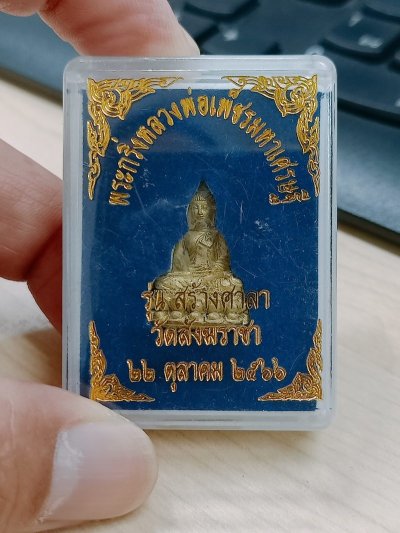 พระกริ่งหลวงพ่อเพ็ชรมหาเศรษฐี
รุ่น สร้างศาลา
วัดสงฆราชา
๒๒ ตุลาคม ๒๕๖๖